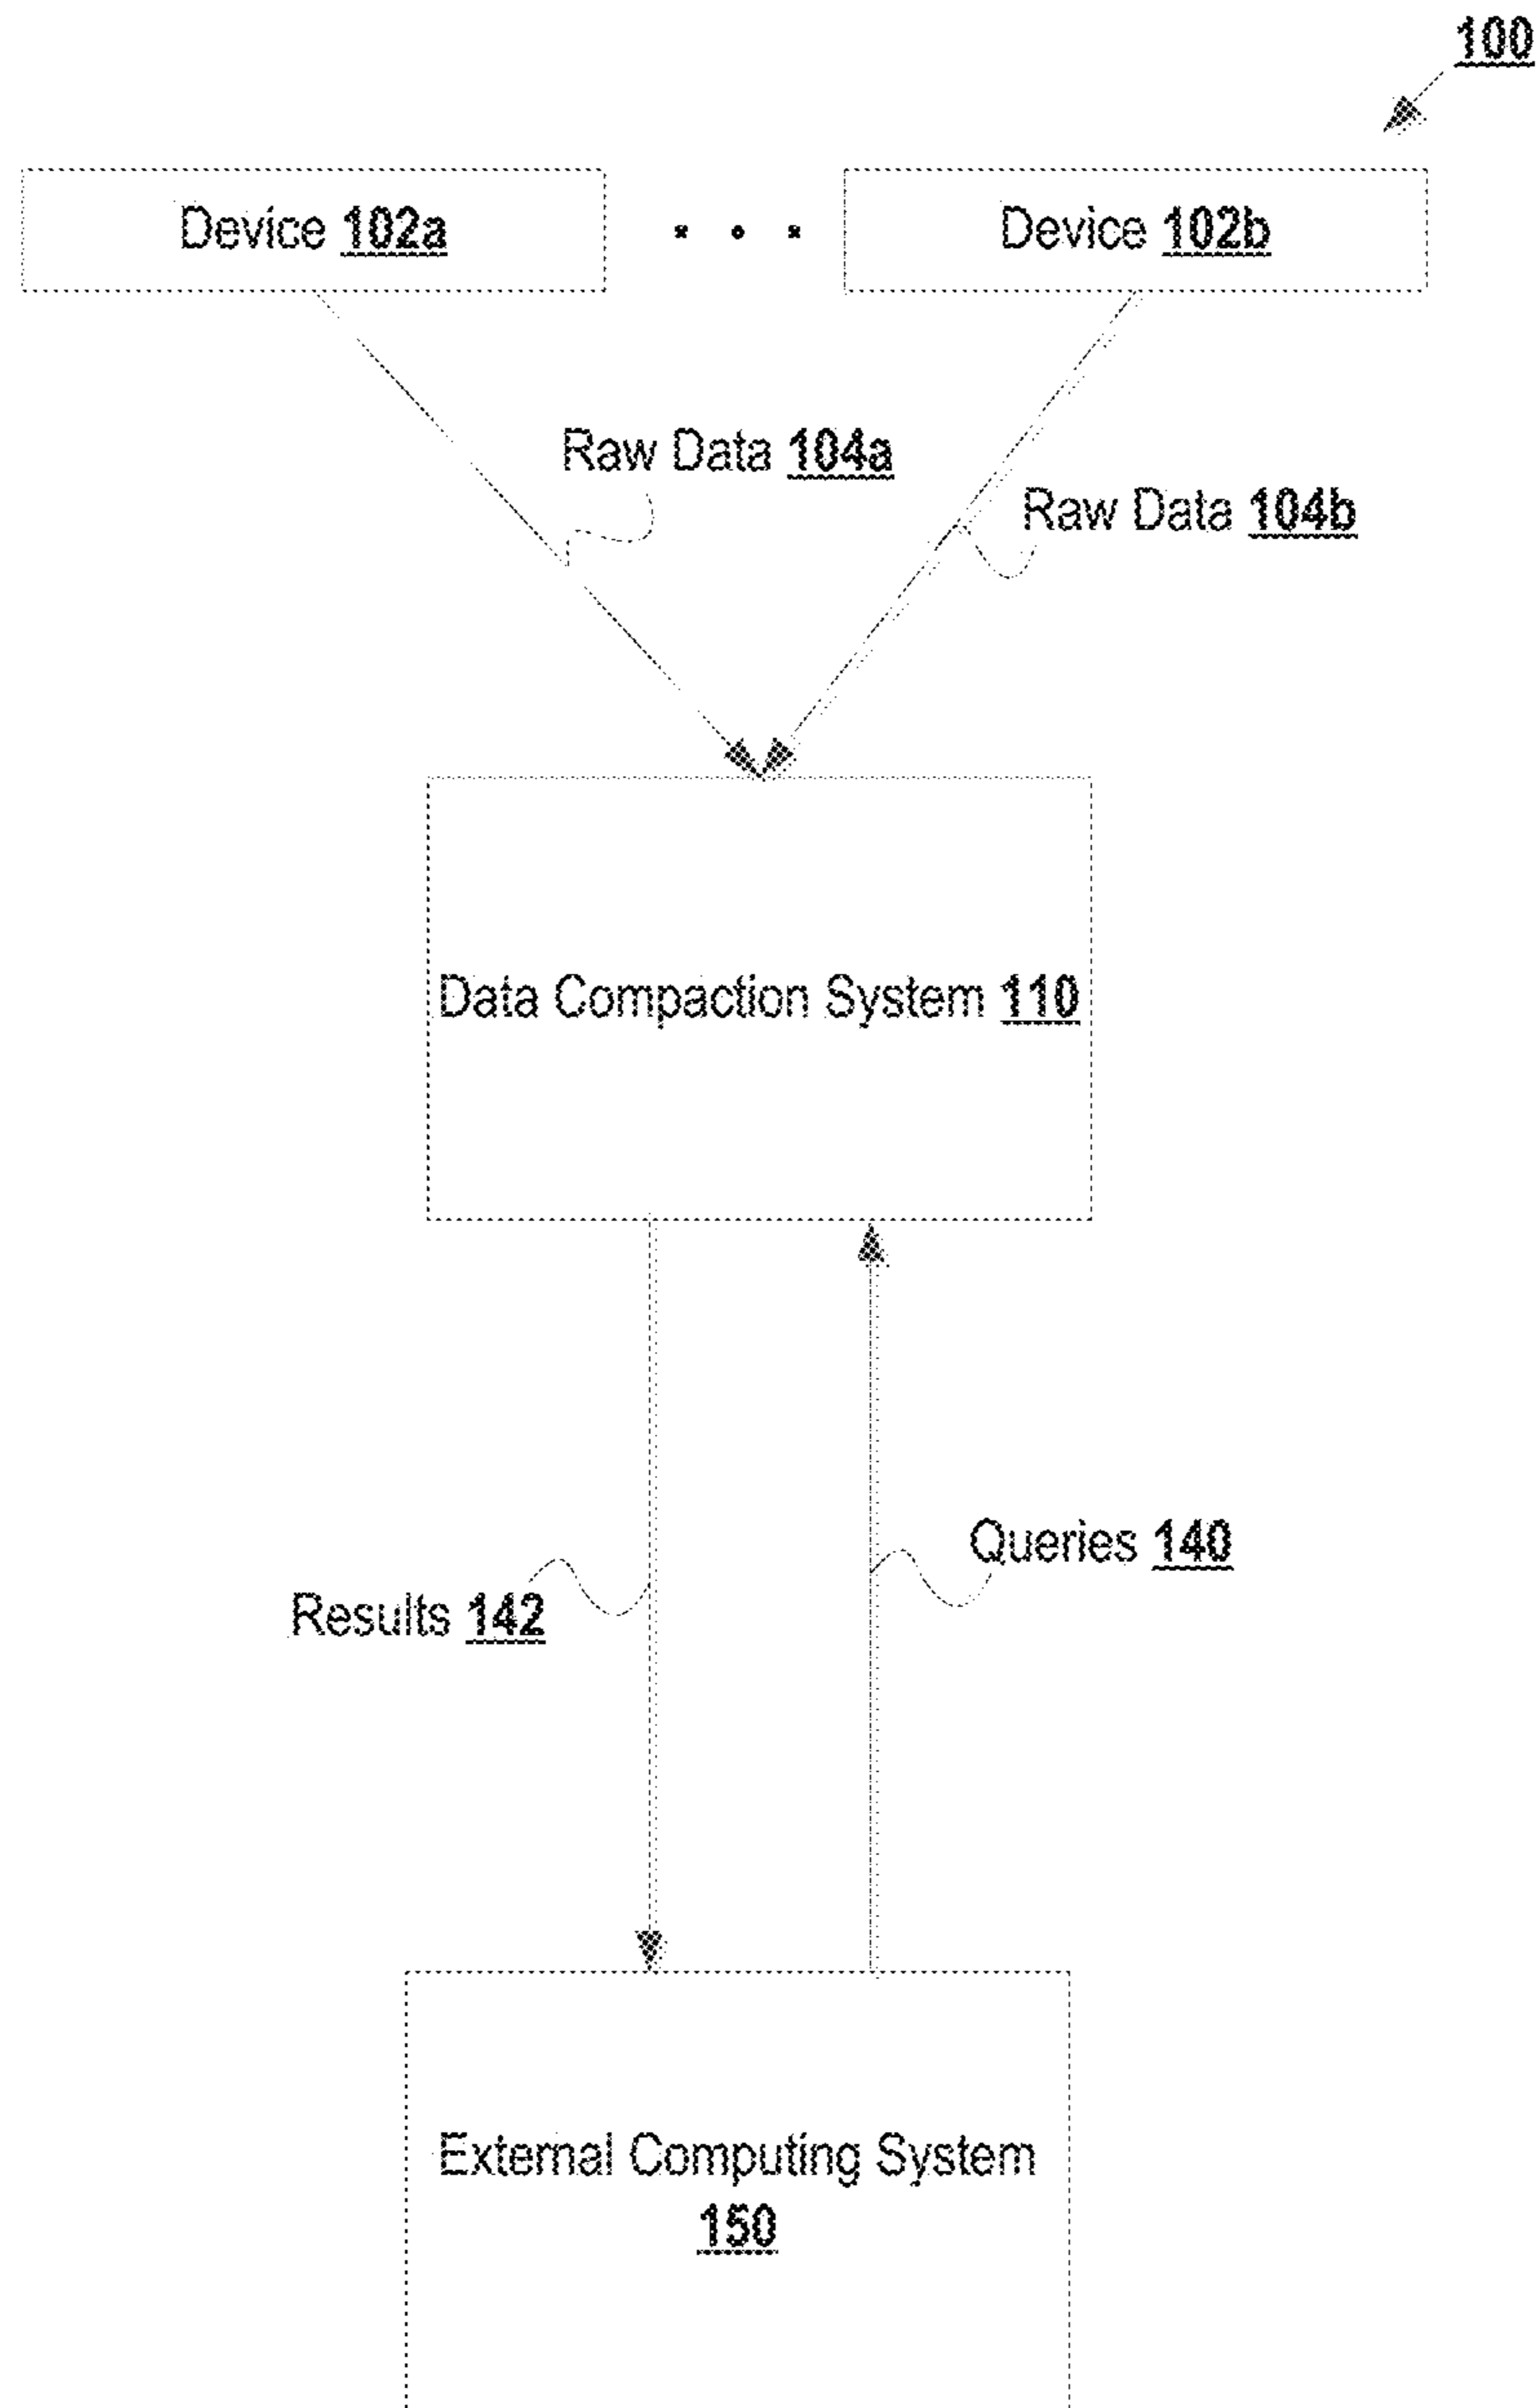 100
Device 102a
Device 102b
Raw Data 104a
Raw Data 104b
Data Compaction System 110
Queries 140
Results 142
External Computing System
150